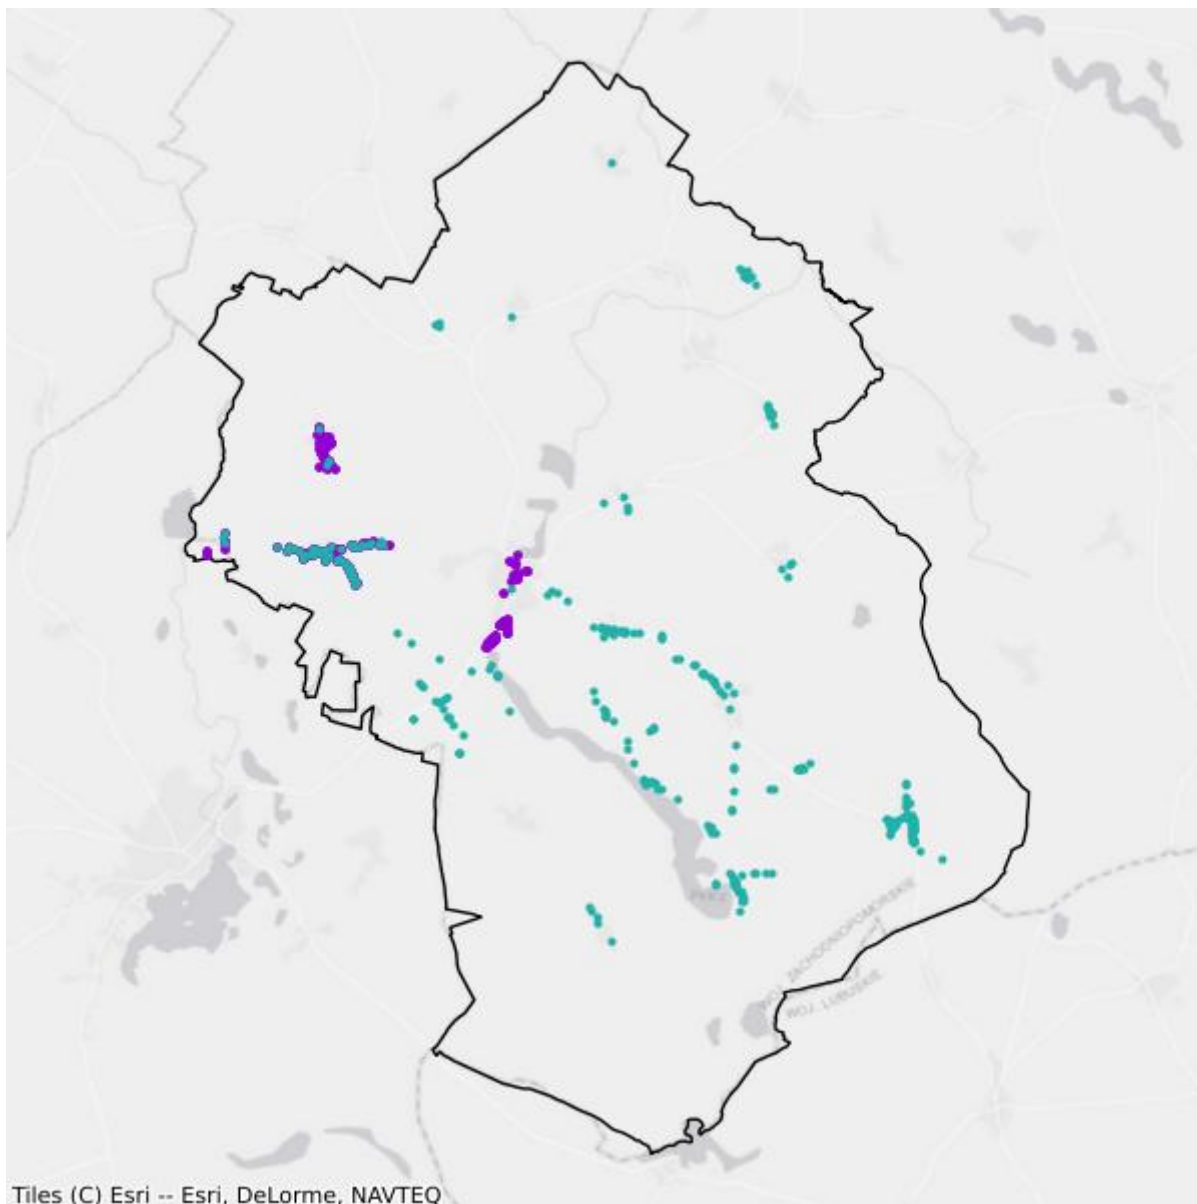 WOJ. ZACHODNIOPOMORSKIE
WOJ. LUBUSKIE
Tiles (C) Esri -- Esri, DeLorme, NAVTEQ